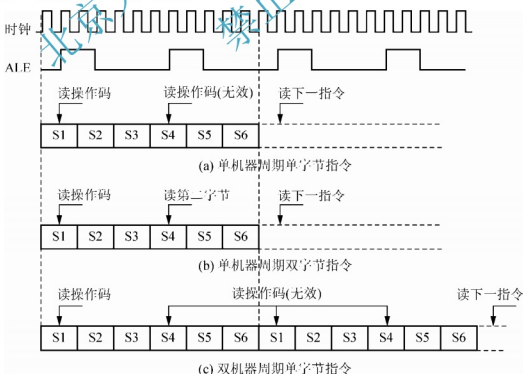 北京
禁止
时钟
ALE
读操作码 读操作码(无效) 读下一指令
S1 S2 S3 S4 S5 S6
(a) 单机器周期单字节指令
读操作码 读第二字节 读下一指令
S1 S2 S3 S4 S5 S6
(b) 单机器周期双字节指令
读操作码 读操作码(无效) 读下一指令
S1 S2 S3 S4 S5 S6 S1 S2 S3 S4 S5 S6
(c) 双机器周期单字节指令